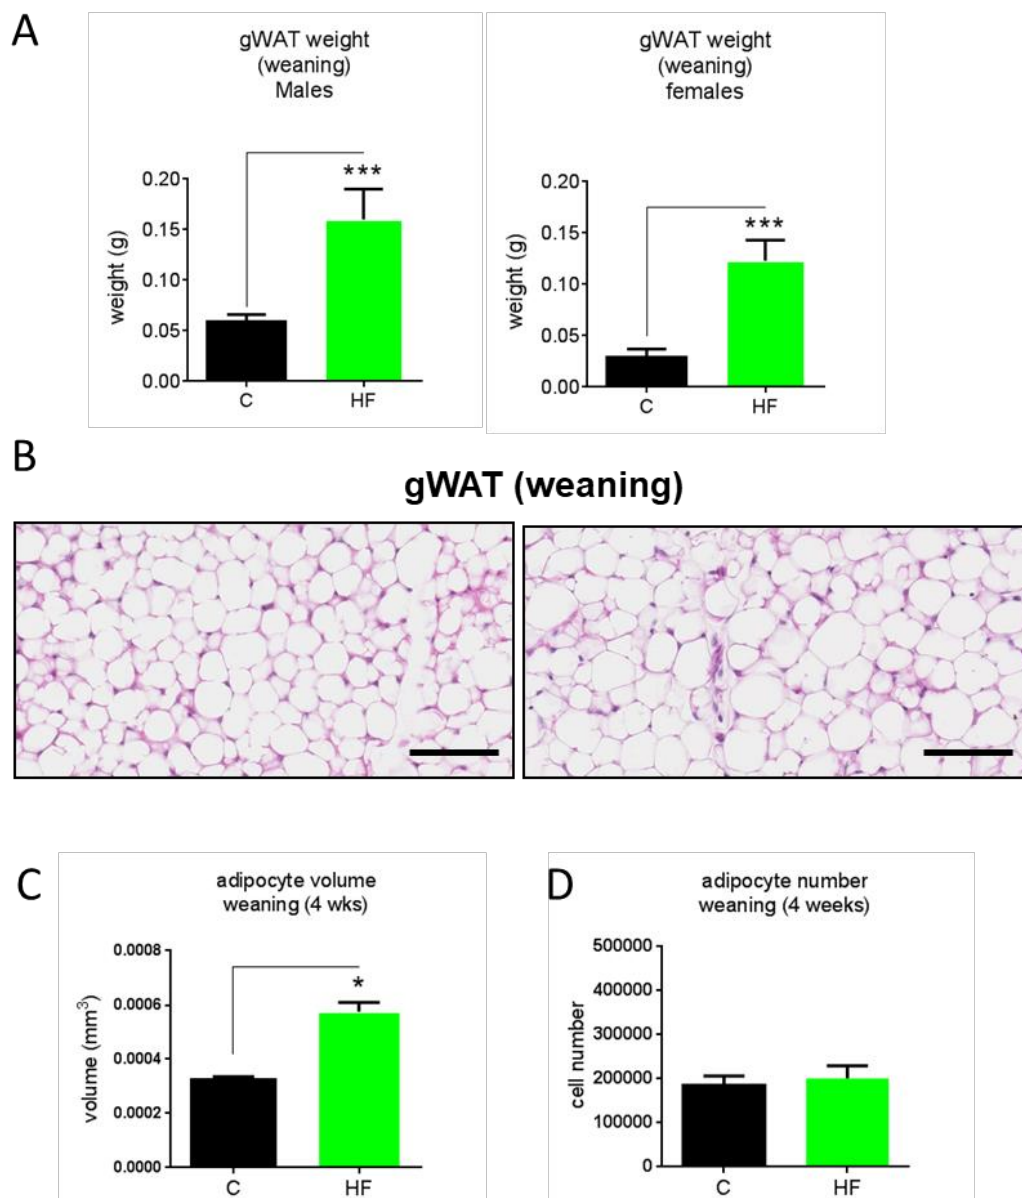 A
gWAT weight
(weaning)
Males
***
0.20
0.15
0.10
0.05
0.00
weight (g)
C
HF
gWAT weight
(weaning)
females
***
0.20
0.15
0.10
0.05
0.00
weight (g)
C
HF
B
gWAT (weaning)
C
adipocyte volume
weaning (4 wks)
*
0.0008
0.0006
0.0004
0.0002
0.0000
volume (mm³)
C
HF
D
adipocyte number
weaning (4 weeks)
500000
400000
300000
200000
100000
0
cell number
C
HF